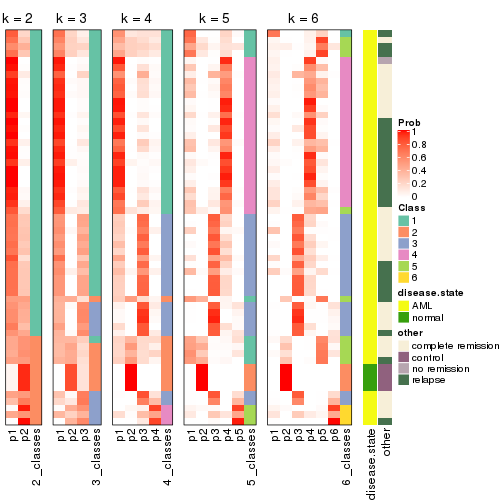 k = 2 k = 3 k = 4 k = 5 k = 6
Prob
1
0.8
0.6
0.4
0.2
0
Class
1
2
3
4
5
6
disease.state
AML
normal
other
complete remission
control
no remission
relapse
p1 p2 2_classes p1 p2 p3 3_classes p1 p2 p3 p4 4_classes p1 p2 p3 p4 p5 5_classes p1 p2 p3 p4 p5 p6 6_classes disease.state other